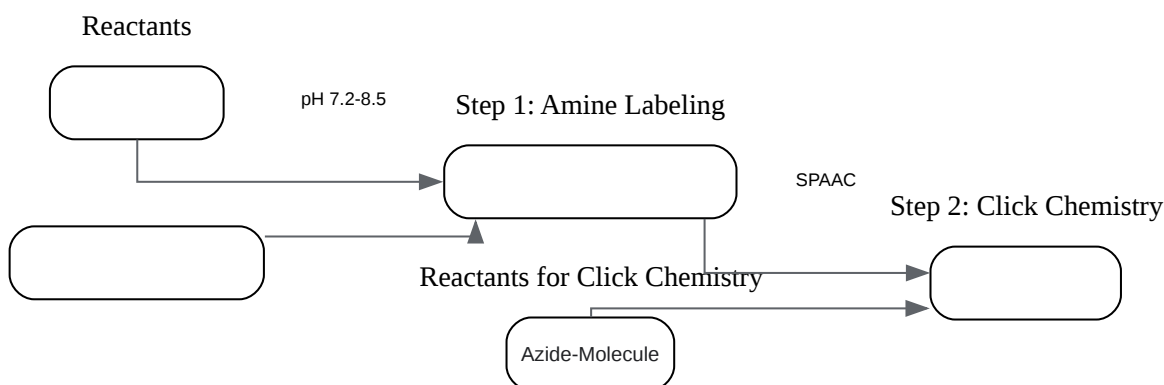 Reactants
pH 7.2-8.5
Step 1: Amine Labeling
SPAAC
Step 2: Click Chemistry
Reactants for Click Chemistry
Azide-Molecule